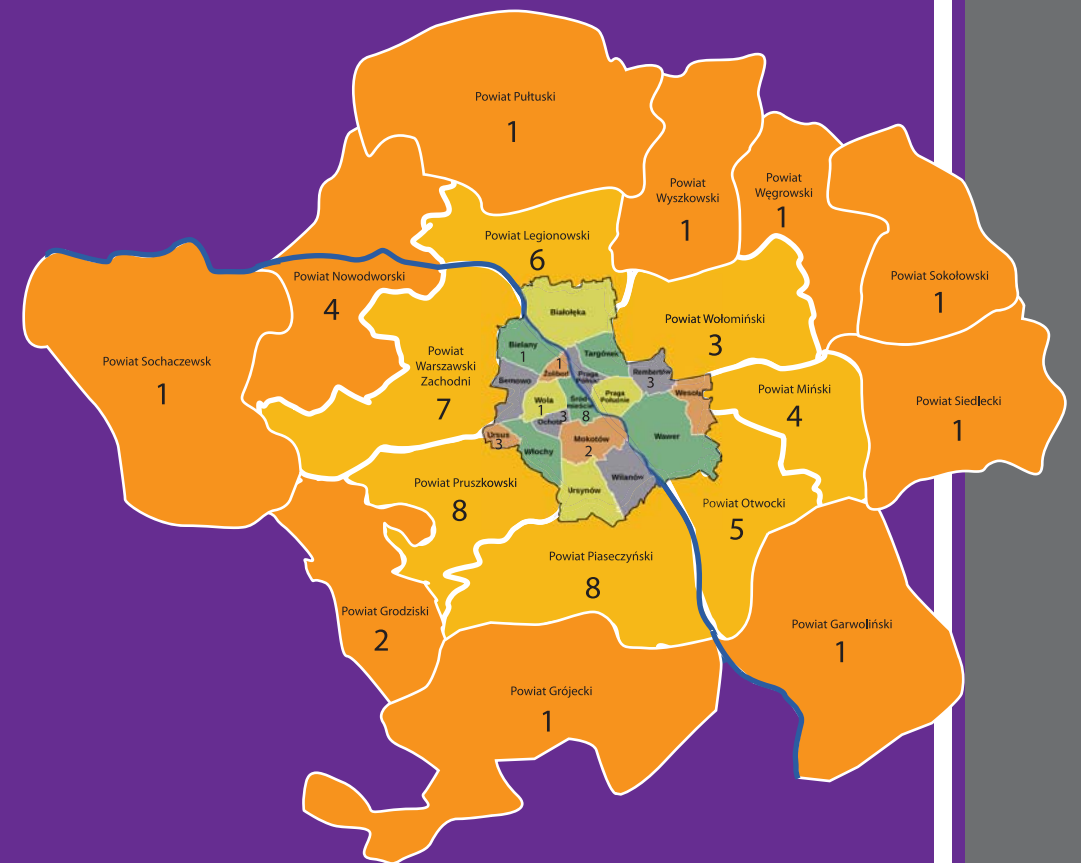 Powiat Pułtuski
1
Powiat
Wyszkowski
1
Powiat
Węgrowski
1
Powiat Legionowski
6
Powiat Nowodworski
4
Powiat Sokołowski
1
Powiat Wołomiński
3
Powiat Sochaczewsk
1
Powiat
Warszawski
Zachodni
7
Powiat Miński
4
Powiat Siedlecki
1
Białołęka
Bielany
1
Targówek
1
Żoliborz
Praga
Północ
Rembertów
3
Bemowo
Wesoła
Wola
1
Śród
mieście
8
Praga
Południe
Ochota
3
Ursus
3
Włochy
Mokotów
2
Wawer
Wilanów
Ursynów
Powiat Pruszkowski
8
Powiat Otwocki
5
Powiat Piaseczyński
8
Powiat Grodziski
2
Powiat Garwoliński
1
Powiat Grójecki
1